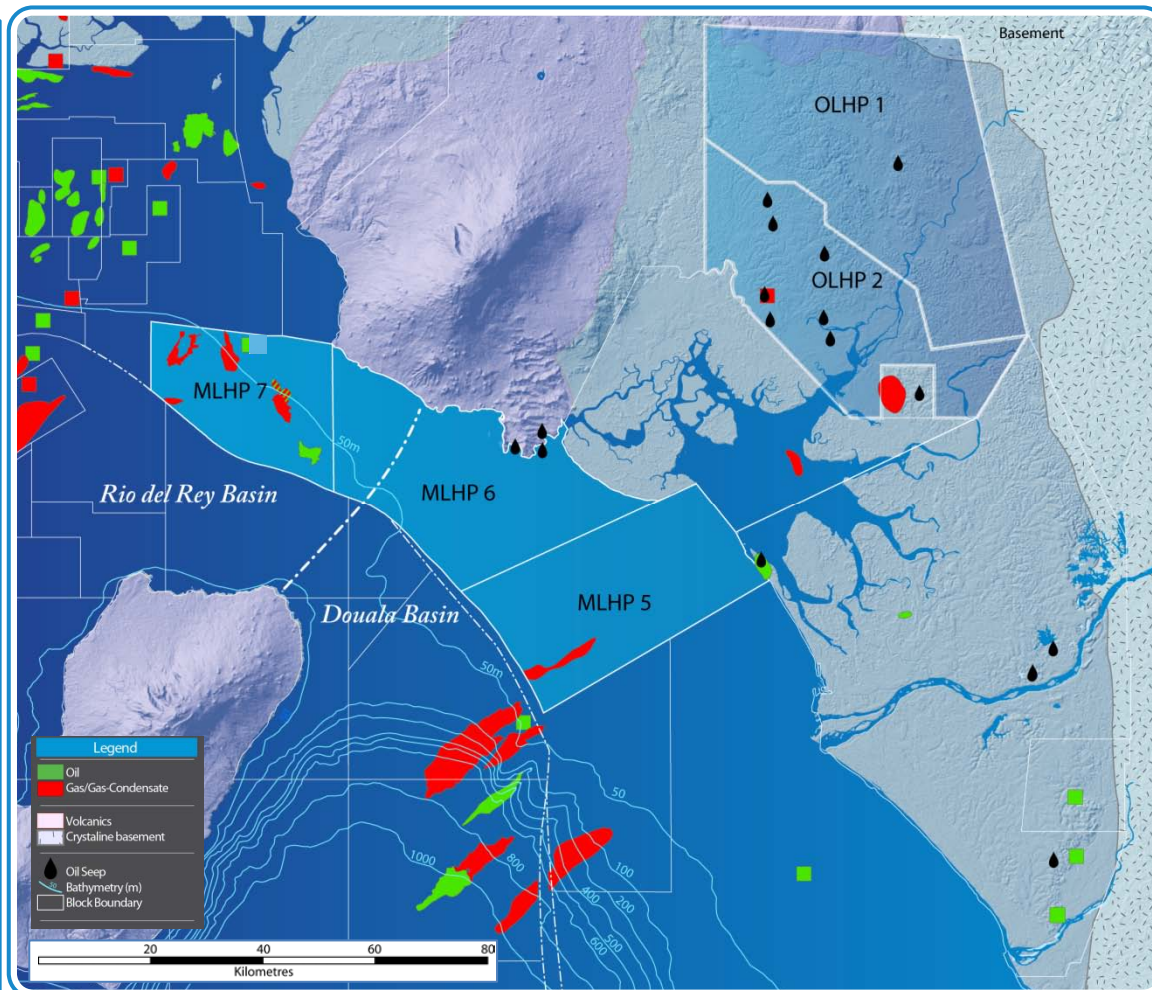 Basement
OLHP 1
OLHP 2
MLHP 7
50m
MLHP 6
Rio del Rey Basin
MLHP 5
Douala Basin
50m
50
100
200
1000
800
400
500
600
Legend
Oil
Gas/Gas-Condensate
Volcanics
Crystaline basement
Oil Seep
Bathymetry (m)
Block Boundary
20
40
60
80
Kilometres